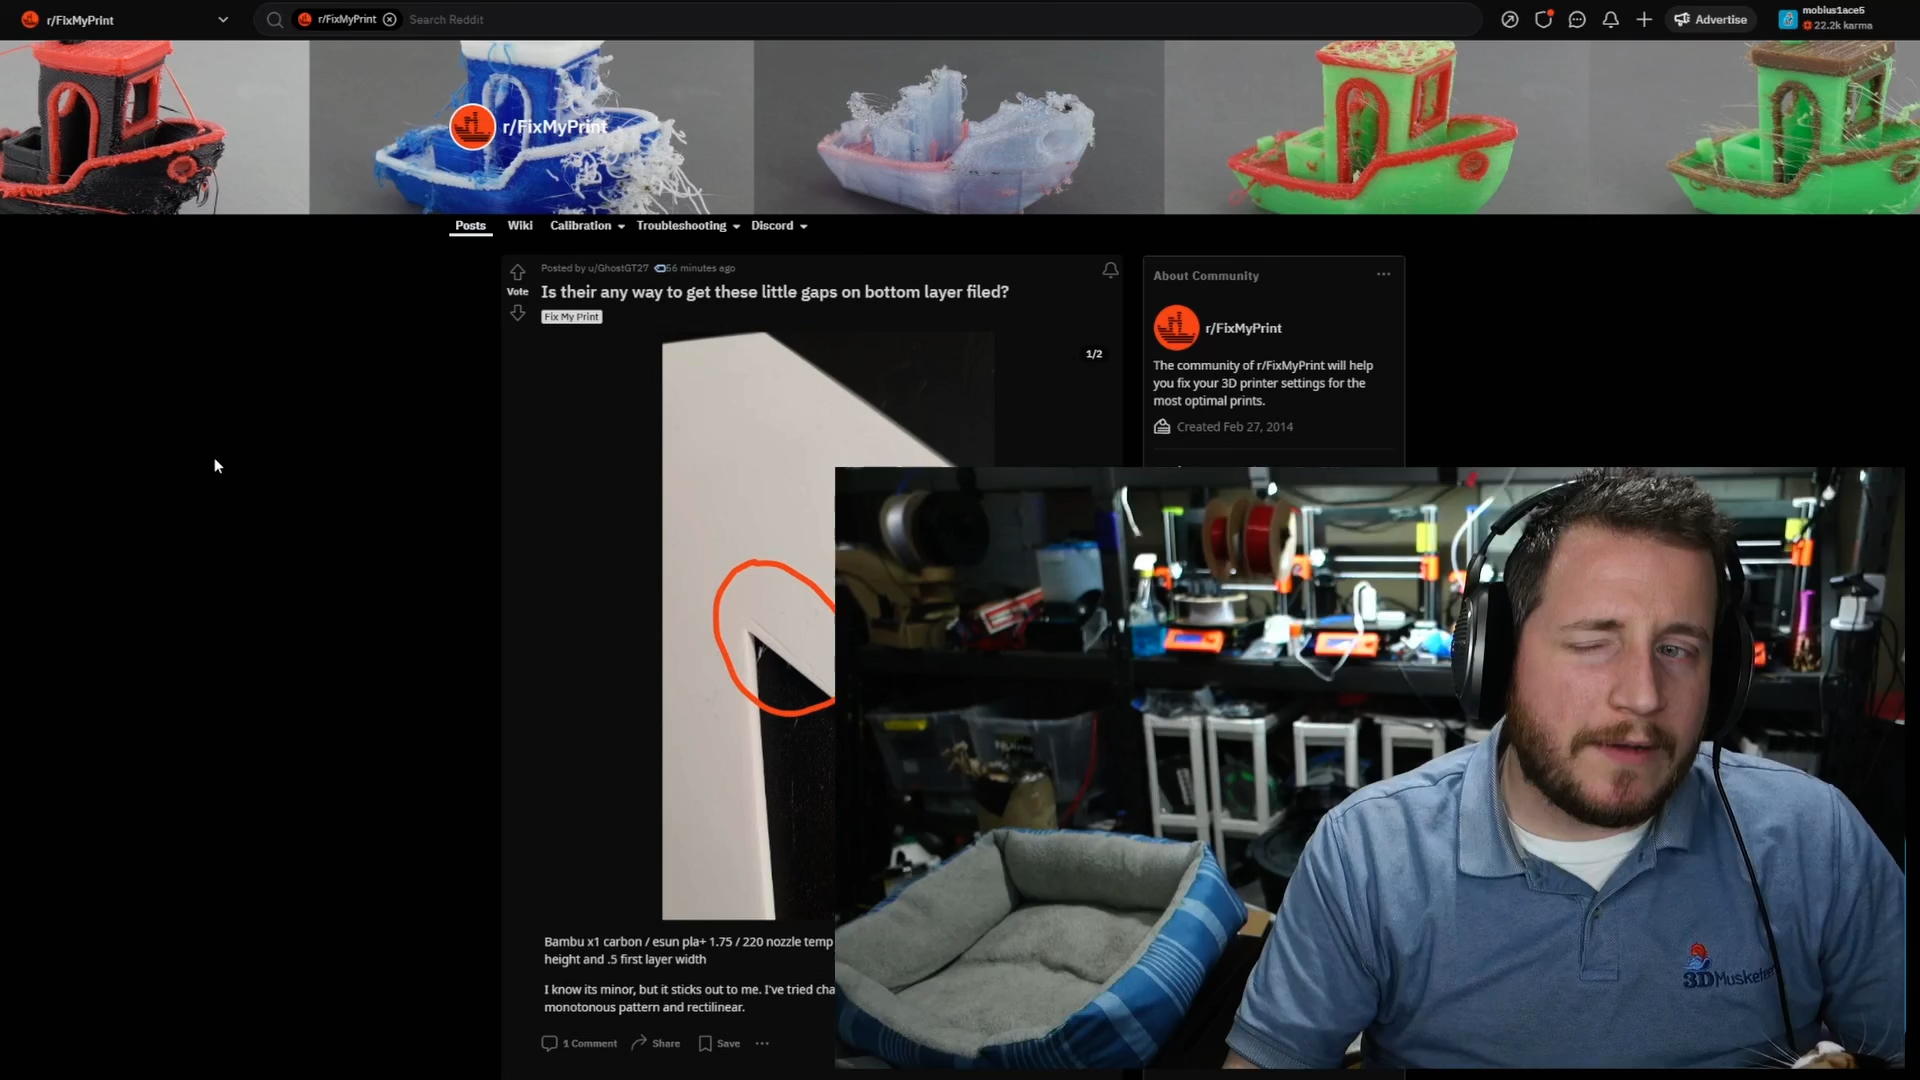 r/FixMyPrint
r/FixMyPrint
Search Reddit
Advertise
mobius1ace5
22.2k karma
r/FixMyPrint
Posts
Wiki
Calibration
Troubleshooting
Discord
Posted by u/GhostGT27
56 minutes ago
Vote
Is their any way to get these little gaps on bottom layer filed?
Fix My Print
1/2
Bambu x1 carbon / esun pla+ 1.75 / 220 nozzle temp
height and .5 first layer width
I know its minor, but it sticks out to me. I've tried cha
monotonous pattern and rectilinear.
1 Comment
Share
Save
About Community
r/FixMyPrint
The community of r/FixMyPrint will help
you fix your 3D printer settings for the
most optimal prints.
Created Feb 27, 2014
3DMusketee